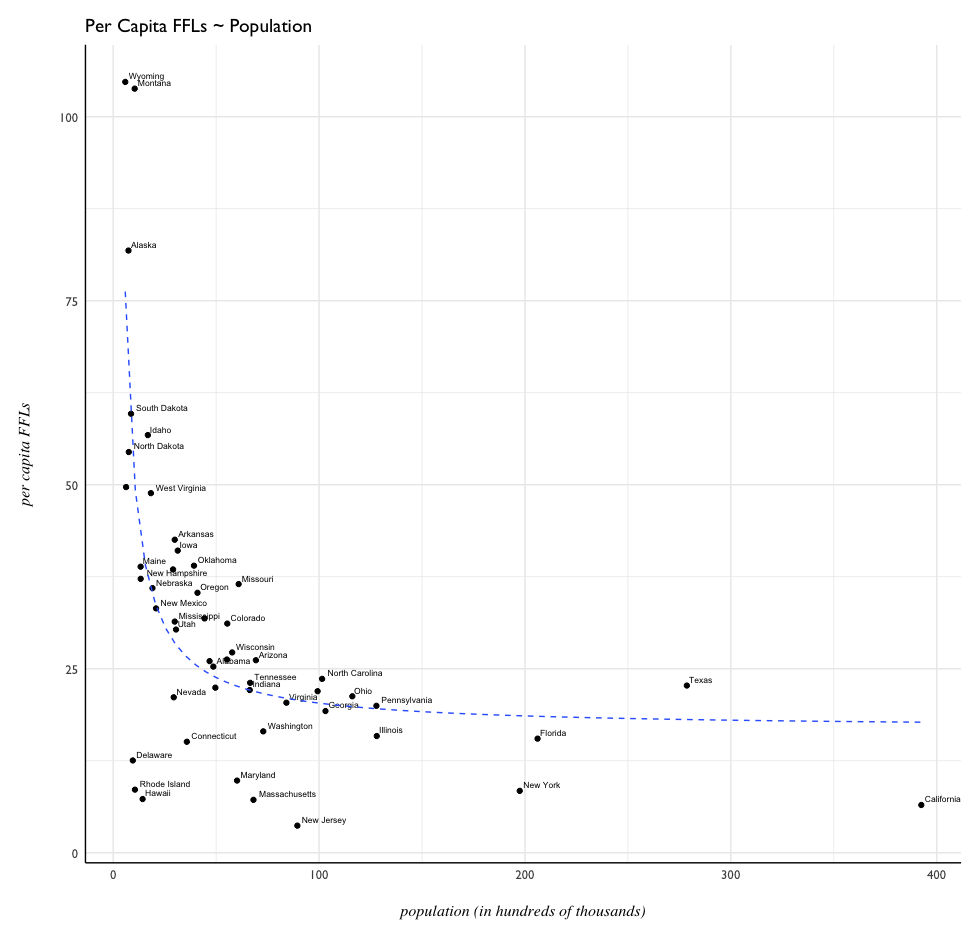 Per Capita FFLs ~ Population
per capita FFLs
100
75
50
25
0
Wyoming
Montana
Alaska
South Dakota
Idaho
North Dakota
West Virginia
Arkansas
Iowa
Maine
Oklahoma
New Hampshire
Missouri
Nebraska
Oregon
New Mexico
Mississippi
Colorado
Utah
Wisconsin
Arizona
Alabama
North Carolina
Tennessee
Indiana
Texas
Nevada
Ohio
Virginia
Pennsylvania
Georgia
Washington
Illinois
Florida
Connecticut
Delaware
Maryland
Rhode Island
New York
Hawaii
Massachusetts
California
New Jersey
0
100
200
300
400
population (in hundreds of thousands)